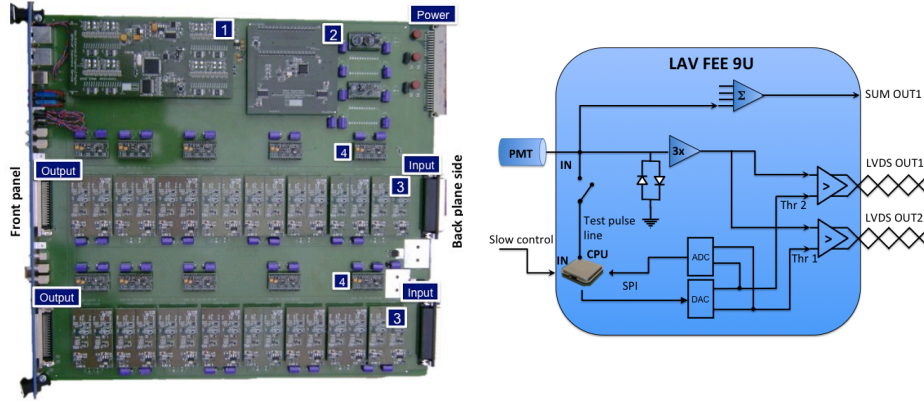 Power
1
2
4
Output
Input
3
Front panel
Back plane side
4
Output
Input
3
LAV FEE 9U
Σ
SUM OUT1
PMT
IN
3x
LVDS OUT1
>
Thr 2
Test pulse
line
LVDS OUT2
>
Thr 1
Slow control
IN
CPU
ADC
SPI
DAC